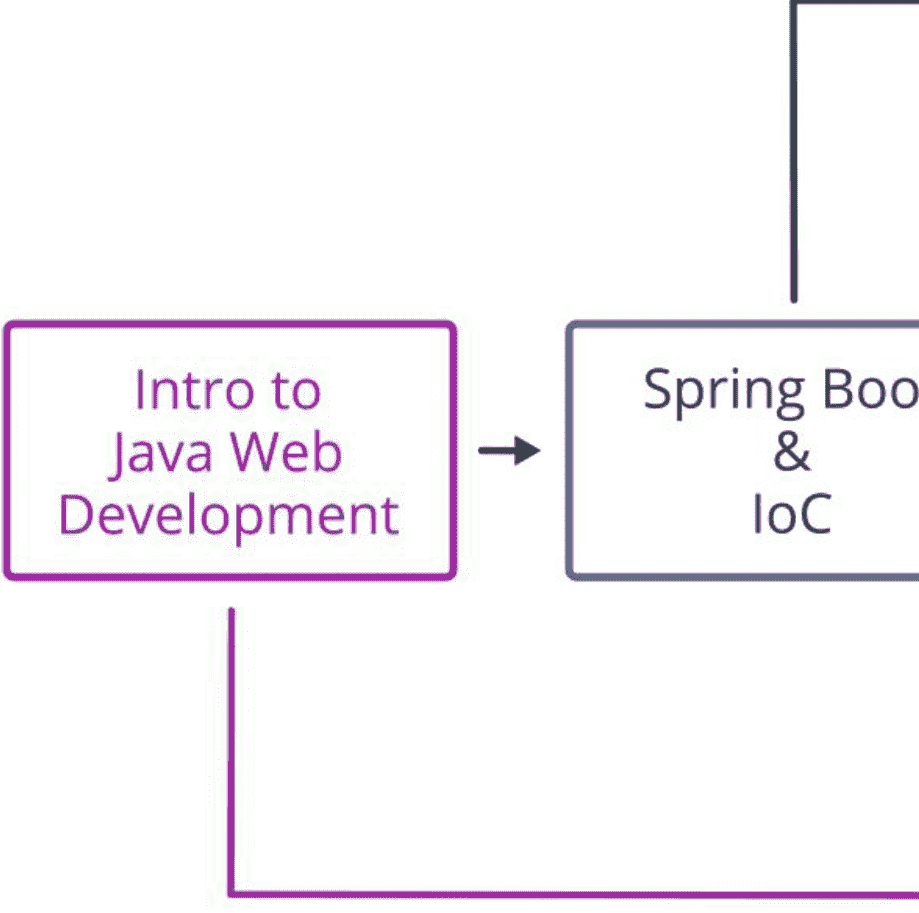 Intro to
Java Web
Development
Spring Boo
&
IoC